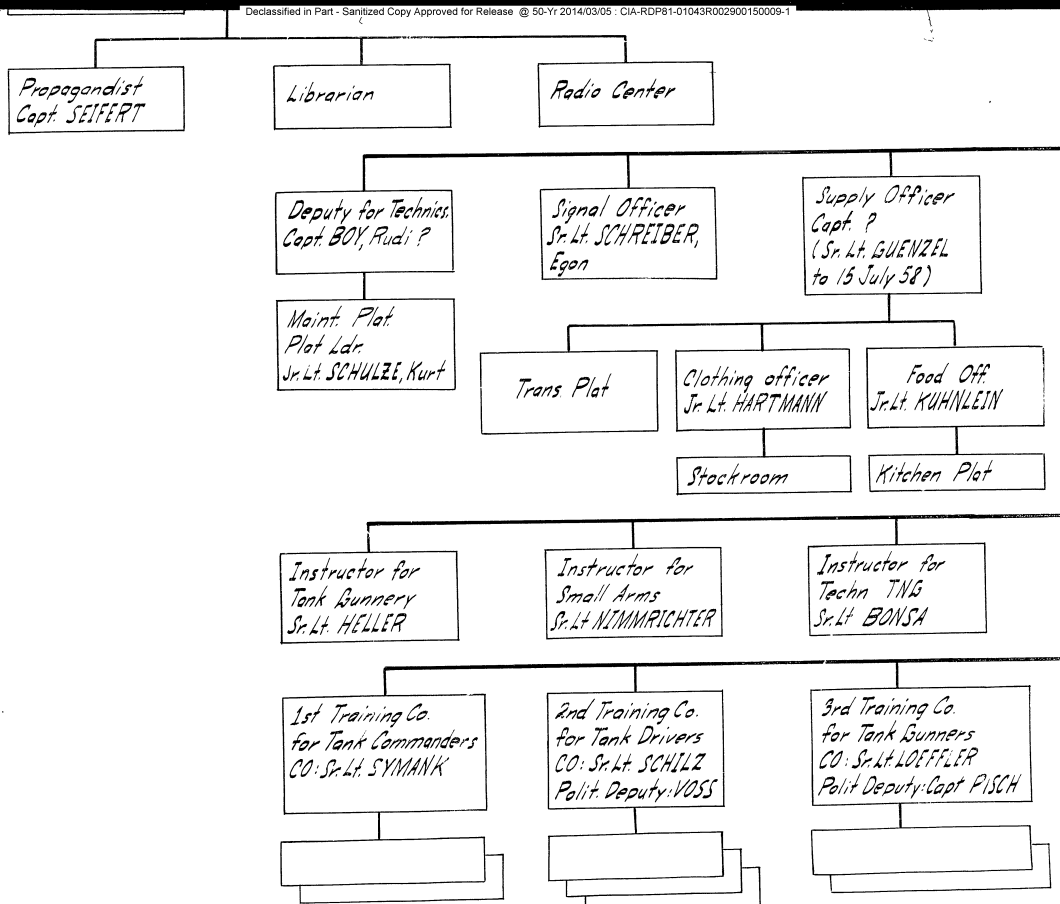 Declassified in Part - Sanitized Copy Approved for Release @ 50-Yr 2014/03/05 : CIA-RDP81-01043R002900150009-1
Propagandist
Capt. SEIFERT
Librarian
Radio Center
Deputy for Technics.
Capt. BOY, Rudi ?
Signal Officer
Sr. Lt. SCHREIBER,
Egon
Supply Officer
Capt. ?
(Sr. Lt. GUENZEL
to 15 July 58)
Maint. Plat.
Plat Ldr.
Jr. Lt. SCHULZE, Kurt
Trans. Plat
Clothing officer
Jr. Lt. HARTMANN
Food Off.
Jr. Lt. KUHNLEIN
Stockroom
Kitchen Plat
Instructor for
Tank Gunnery
Sr. Lt. HELLER
Instructor for
Small Arms
Sr. Lt NIMMRICHTER
Instructor for
Techn TNG
Sr. Lt BONSA
1st Training Co.
for Tank Commanders
CO: Sr. Lt. SYMANK
2nd Training Co.
for Tank Drivers
CO: Sr. Lt. SCHILZ
Polit. Deputy: VOSS
3rd Training Co.
for Tank Gunners
CO: Sr. Lt. LOEFFLER
Polit Deputy: Capt PISCH